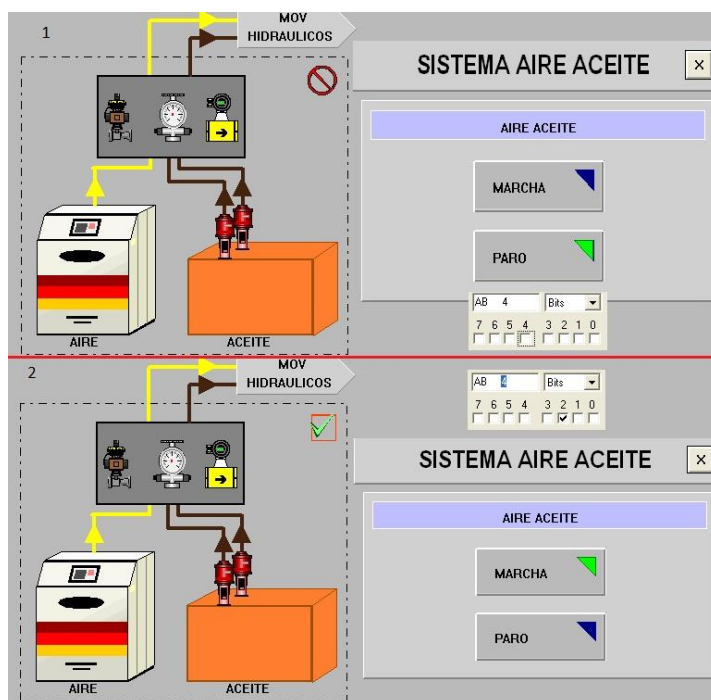 1
MOV
HIDRAULICOS
SISTEMA AIRE ACEITE
X
AIRE ACEITE
MARCHA
PARO
AB 4 Bits
7 6 5 4 3 2 1 0
AIRE
ACEITE
2
MOV
HIDRAULICOS
AB 4 Bits
7 6 5 4 3 2 1 0
SISTEMA AIRE ACEITE
X
AIRE ACEITE
MARCHA
PARO
AIRE
ACEITE